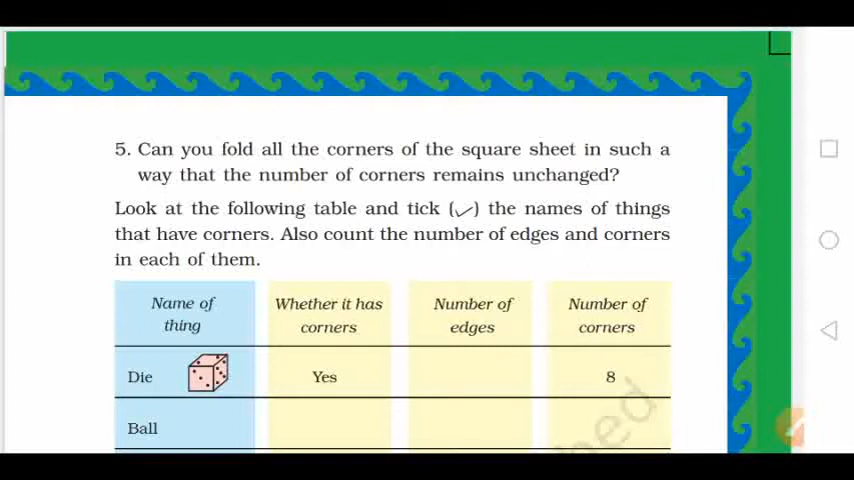 5. Can you fold all the corners of the square sheet in such a
way that the number of corners remains unchanged?
Look at the following table and tick (✓) the names of things
that have corners. Also count the number of edges and corners
in each of them.
Name of thing
Whether it has corners
Number of edges
Number of corners
Die
Yes
8
Ball